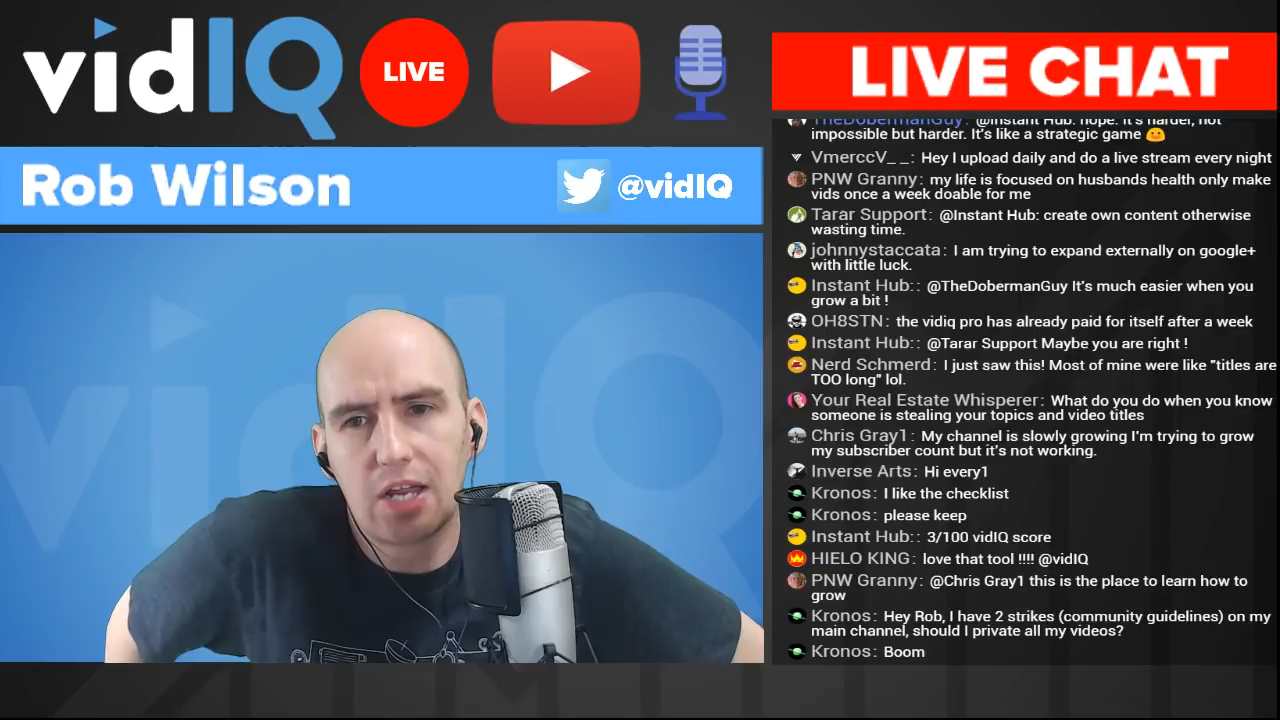 vidIQ
LIVE
LIVE CHAT
Rob Wilson
@vidIQ
TheDobermanGuy: @Instant Hub: nope. It's harder, not
impossible but harder. It's like a strategic game
VmerccV__: Hey I upload daily and do a live stream every night
PNW Granny: my life is focused on husbands health only make
vids once a week doable for me
Tarar Support: @Instant Hub: create own content otherwise
wasting time.
johnnystaccata: I am trying to expand externally on google+
with little luck.
Instant Hub:: @TheDobermanGuy It's much easier when you
grow a bit !
OH8STN: the vidiq pro has already paid for itself after a week
Instant Hub:: @Tarar Support Maybe you are right !
Nerd Schmerd: I just saw this! Most of mine were like "titles are
TOO long" lol.
Your Real Estate Whisperer: What do you do when you know
someone is stealing your topics and video titles
Chris Gray1: My channel is slowly growing I'm trying to grow
my subscriber count but it's not working.
Inverse Arts: Hi every1
Kronos: I like the checklist
Kronos: please keep
Instant Hub:: 3/100 vidIQ score
HIELO KING: love that tool !!!! @vidIQ
PNW Granny: @Chris Gray1 this is the place to learn how to
grow
Kronos: Hey Rob, I have 2 strikes (community guidelines) on my
main channel, should I private all my videos?
Kronos: Boom